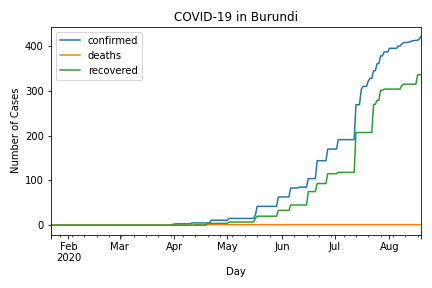 COVID-19 in Burundi
confirmed
deaths
recovered
Number of Cases
400
300
200
100
0
Feb
2020
Mar
Apr
May
Jun
Jul
Aug
Day